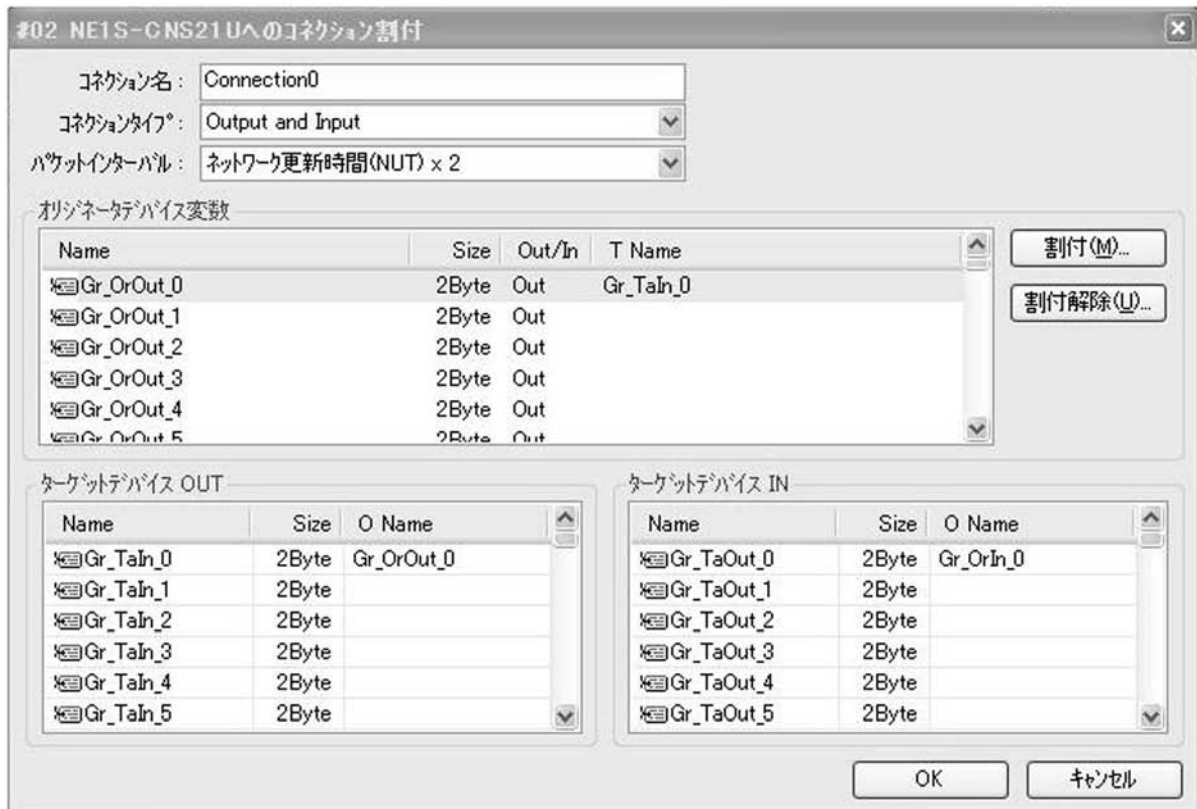 #02 NE1S-CNS21Uへのコネクション割付
コネクション名： Connection0
コネクションタイプ： Output and Input
パケットインターバル： ネットワーク更新時間(NUT) x 2
オリジネータデバイス変数
Name Size Out/In T Name
Gr_OrOut_0 2Byte Out Gr_TaIn_0
Gr_OrOut_1 2Byte Out
Gr_OrOut_2 2Byte Out
Gr_OrOut_3 2Byte Out
Gr_OrOut_4 2Byte Out
Gr_OrOut_5 2Byte Out
割付(M)...
割付解除(U)...
ターゲットデバイス OUT
Name Size O Name
Gr_TaIn_0 2Byte Gr_OrOut_0
Gr_TaIn_1 2Byte
Gr_TaIn_2 2Byte
Gr_TaIn_3 2Byte
Gr_TaIn_4 2Byte
Gr_TaIn_5 2Byte
ターゲットデバイス IN
Name Size O Name
Gr_TaOut_0 2Byte Gr_OrIn_0
Gr_TaOut_1 2Byte
Gr_TaOut_2 2Byte
Gr_TaOut_3 2Byte
Gr_TaOut_4 2Byte
Gr_TaOut_5 2Byte
OK
キャンセル